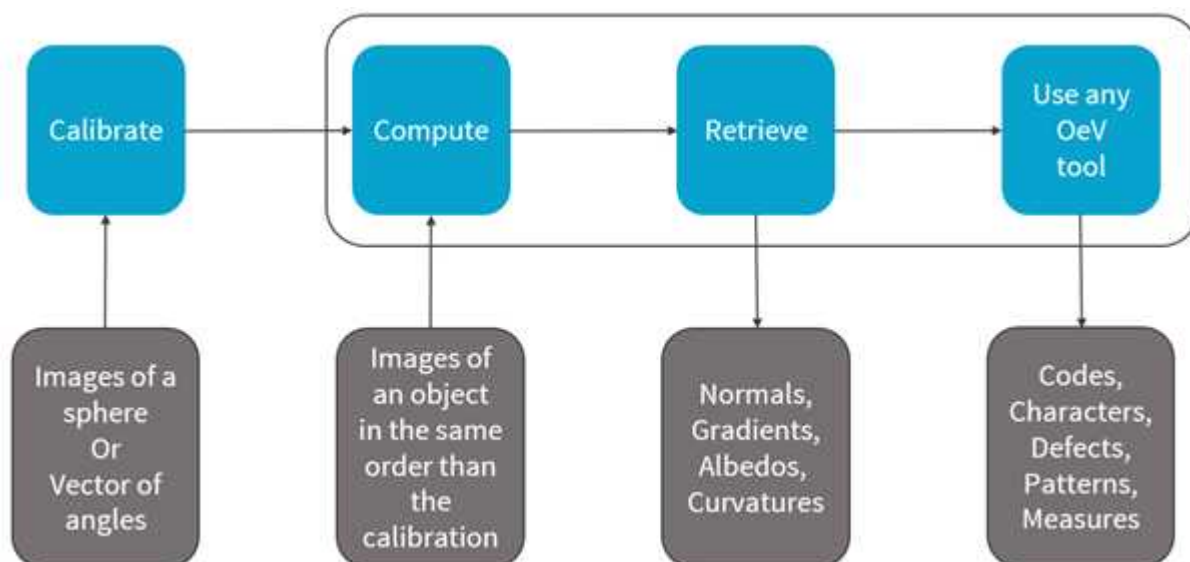 Calibrate
Compute
Retrieve
Use any
OeV
tool
Images of a
sphere
Or
Vector of
angles
Images of
an object
in the same
order than
the
calibration
Normals,
Gradients,
Albedos,
Curvatures
Codes,
Characters,
Defects,
Patterns,
Measures